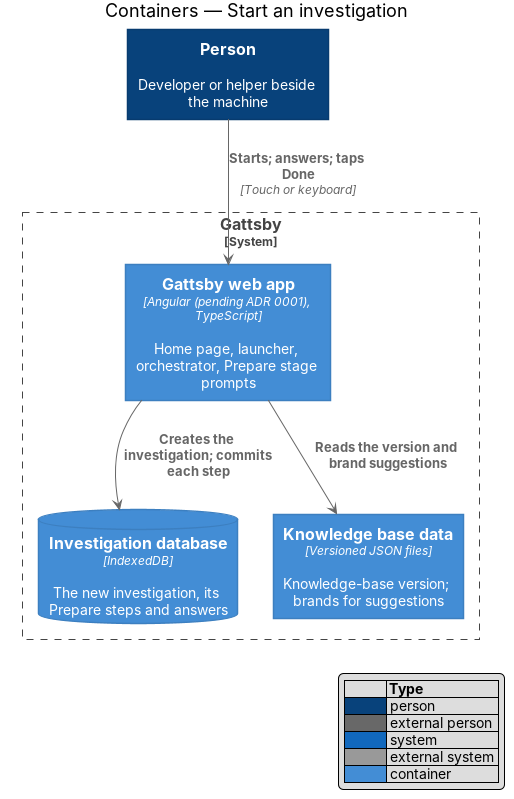 Containers — Start an investigation
Person
Developer or helper beside
the machine
Starts; answers; taps
Done
[Touch or keyboard]
Gattsby
[System]
Gattsby web app
[Angular (pending ADR 0001),
TypeScript]
Home page, launcher,
orchestrator, Prepare stage
prompts
Creates the
investigation; commits
each step
Reads the version and
brand suggestions
Investigation database
[IndexedDB]
The new investigation, its
Prepare steps and answers
Knowledge base data
[Versioned JSON files]
Knowledge-base version;
brands for suggestions
Type
person
external person
system
external system
container